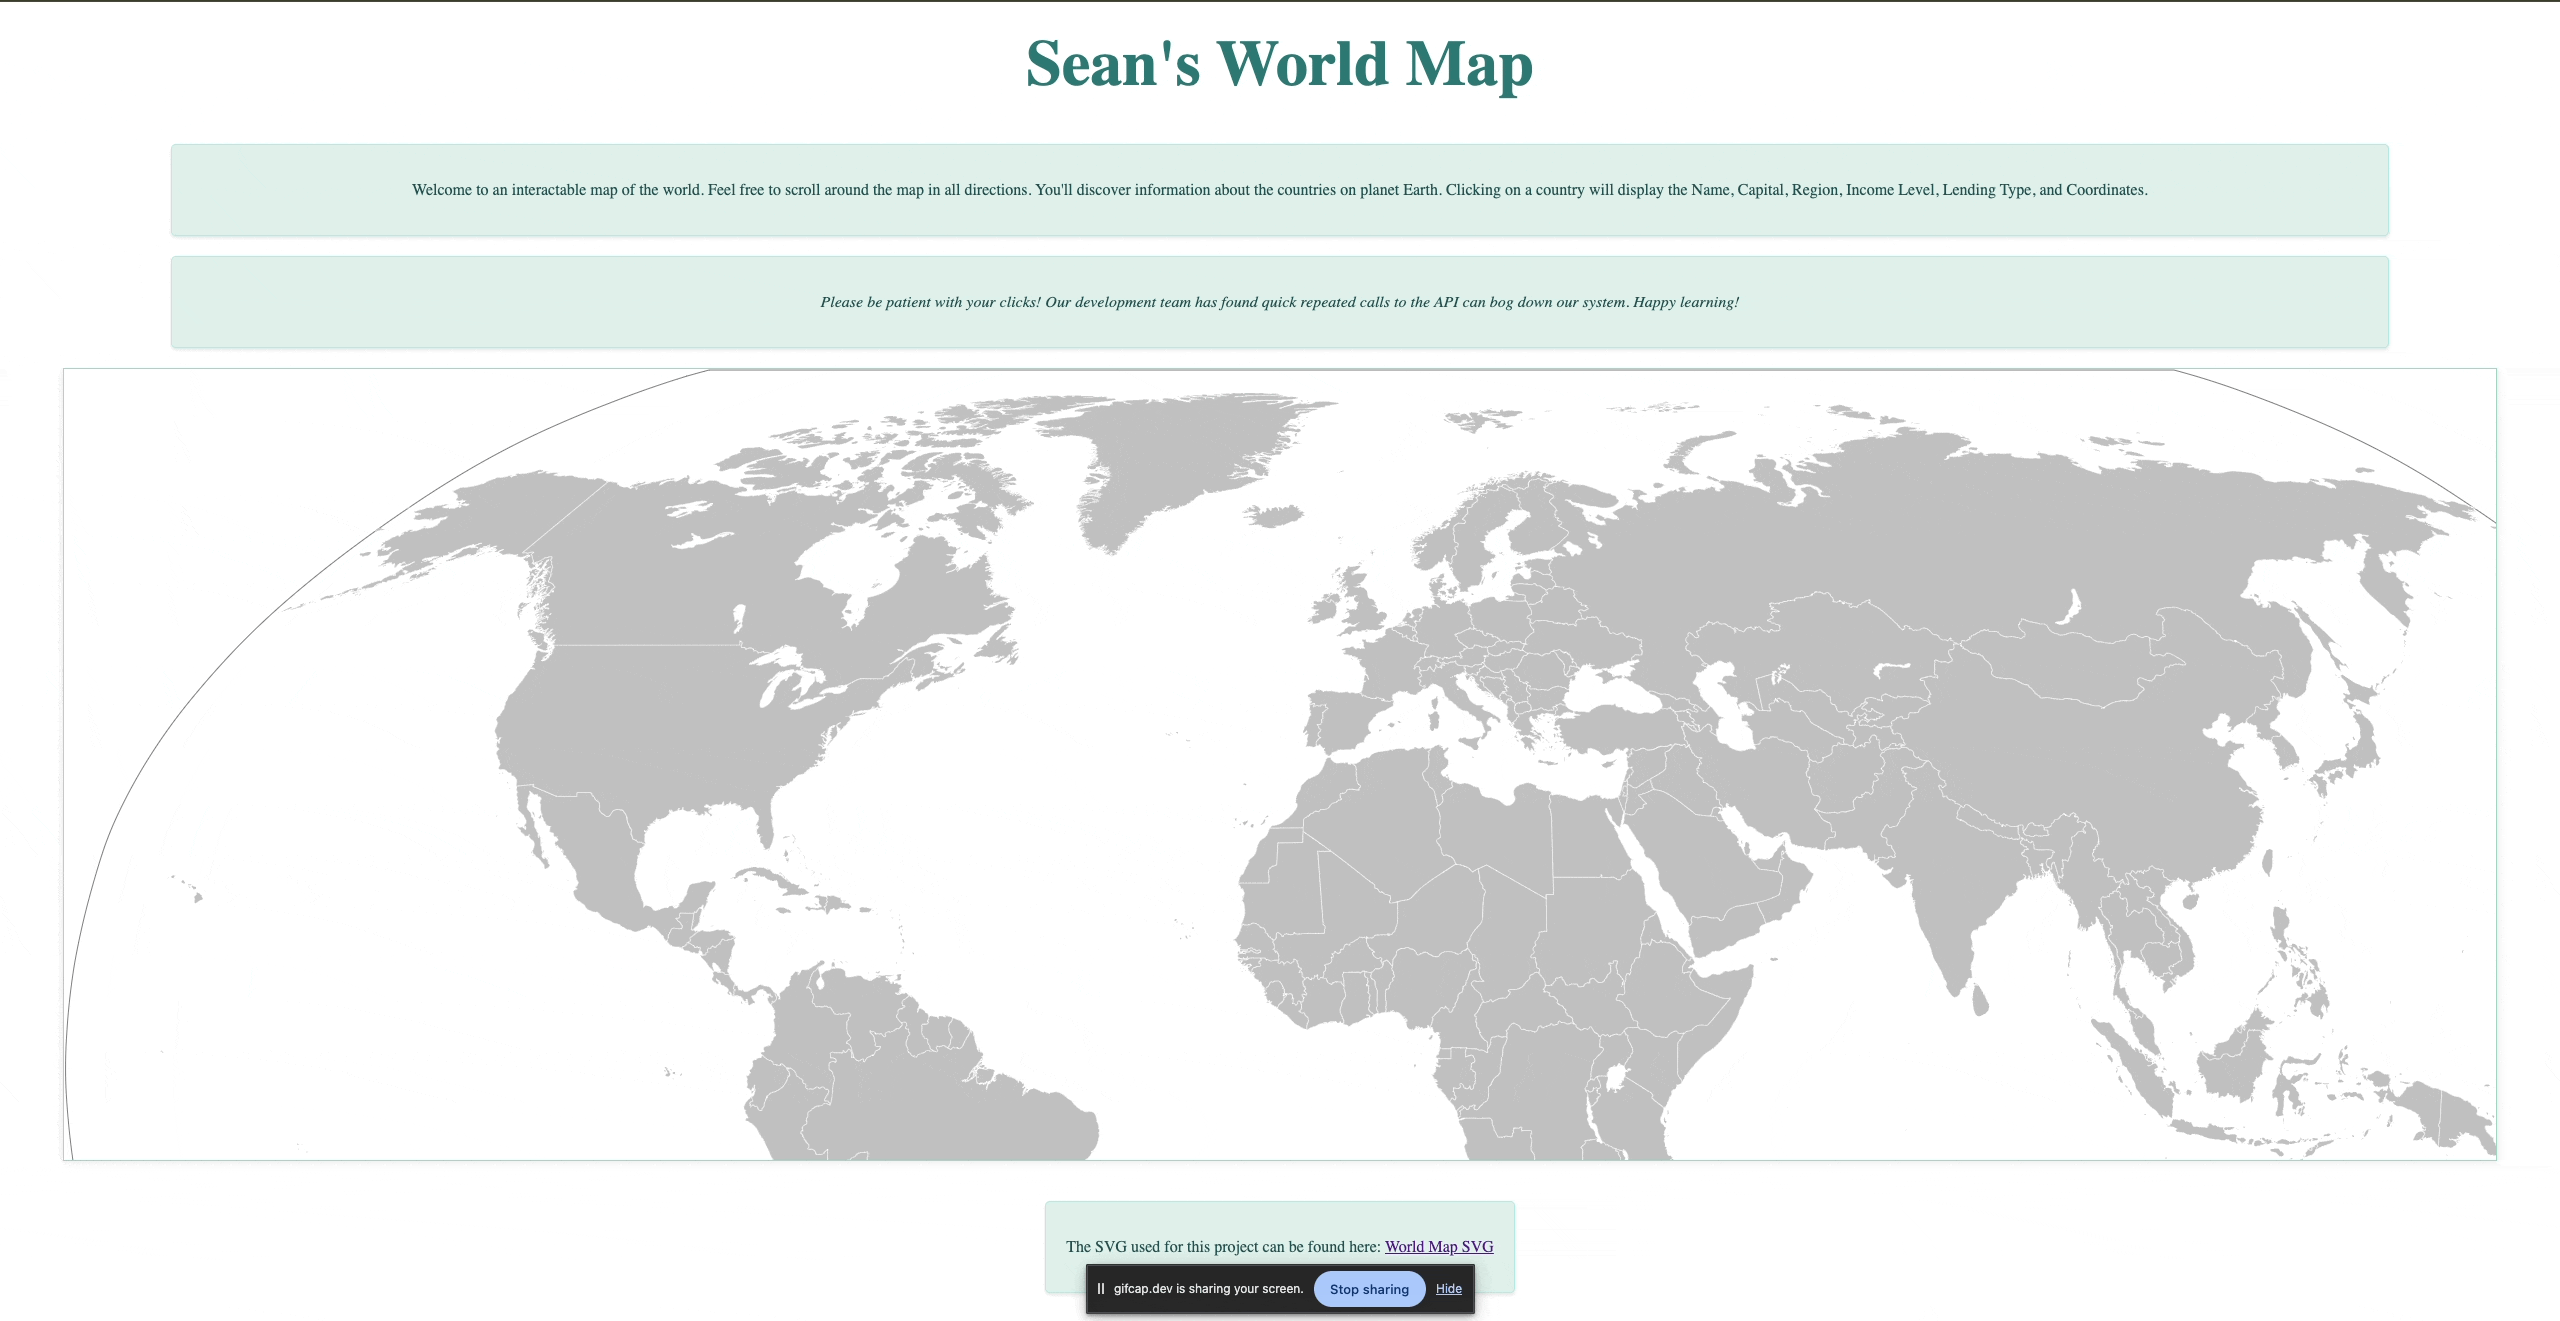 Sean's World Map
Welcome to an interactable map of the world. Feel free to scroll around the map in all directions. You'll discover information about the countries on planet Earth. Clicking on a country will display the Name, Capital, Region, Income Level, Lending Type, and Coordinates.
Please be patient with your clicks! Our development team has found quick repeated calls to the API can bog down our system. Happy learning!
The SVG used for this project can be found here: World Map SVG
gifcap.dev is sharing your screen. Stop sharing Hide